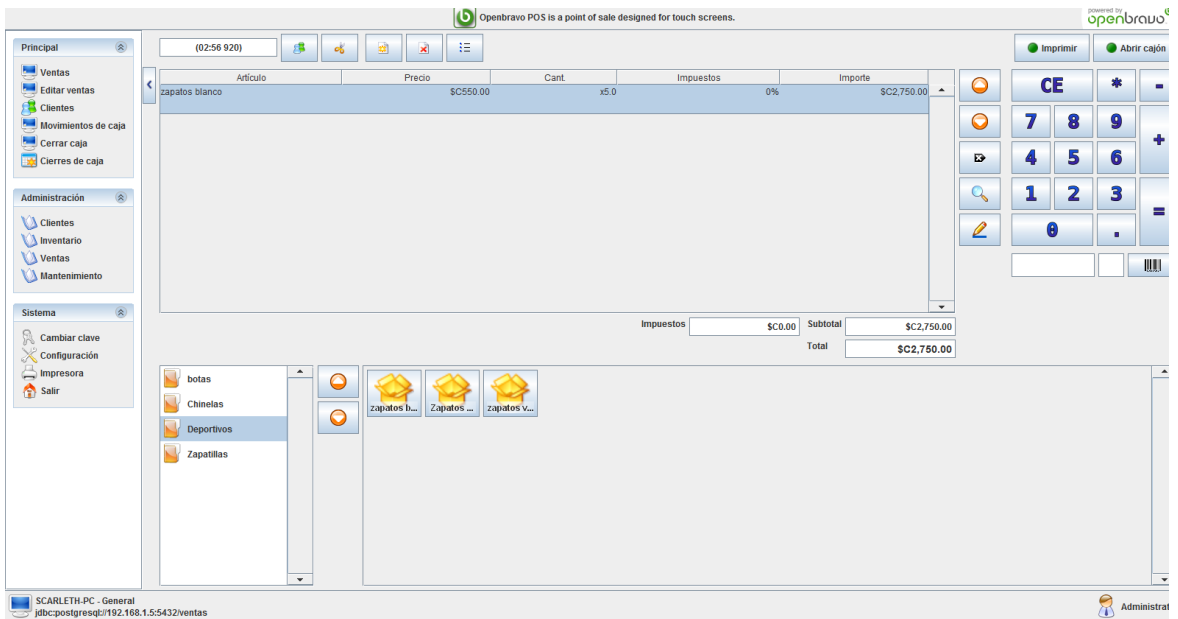 Openbravo POS is a point of sale designed for touch screens.
powered by
openbravo
Principal
Ventas
Editar ventas
Clientes
Movimientos de caja
Cerrar caja
Cierres de caja
Administración
Clientes
Inventario
Ventas
Mantenimiento
Sistema
Cambiar clave
Configuración
Impresora
Salir
(02:56 920)
Imprimir
Abrir cajón
Artículo Precio Cant. Impuestos Importe
zapatos blanco $C550.00 x5.0 0% $C2,750.00
CE * -
7 8 9 +
4 5 6
1 2 3 =
0 .
Impuestos $C0.00 Subtotal $C2,750.00
Total $C2,750.00
botas
Chinelas
Deportivos
Zapatillas
zapatos b... Zapatos ... zapatos v...
SCARLETH-PC - General
jdbc:postgresql://192.168.1.5:5432/ventas
Administrat